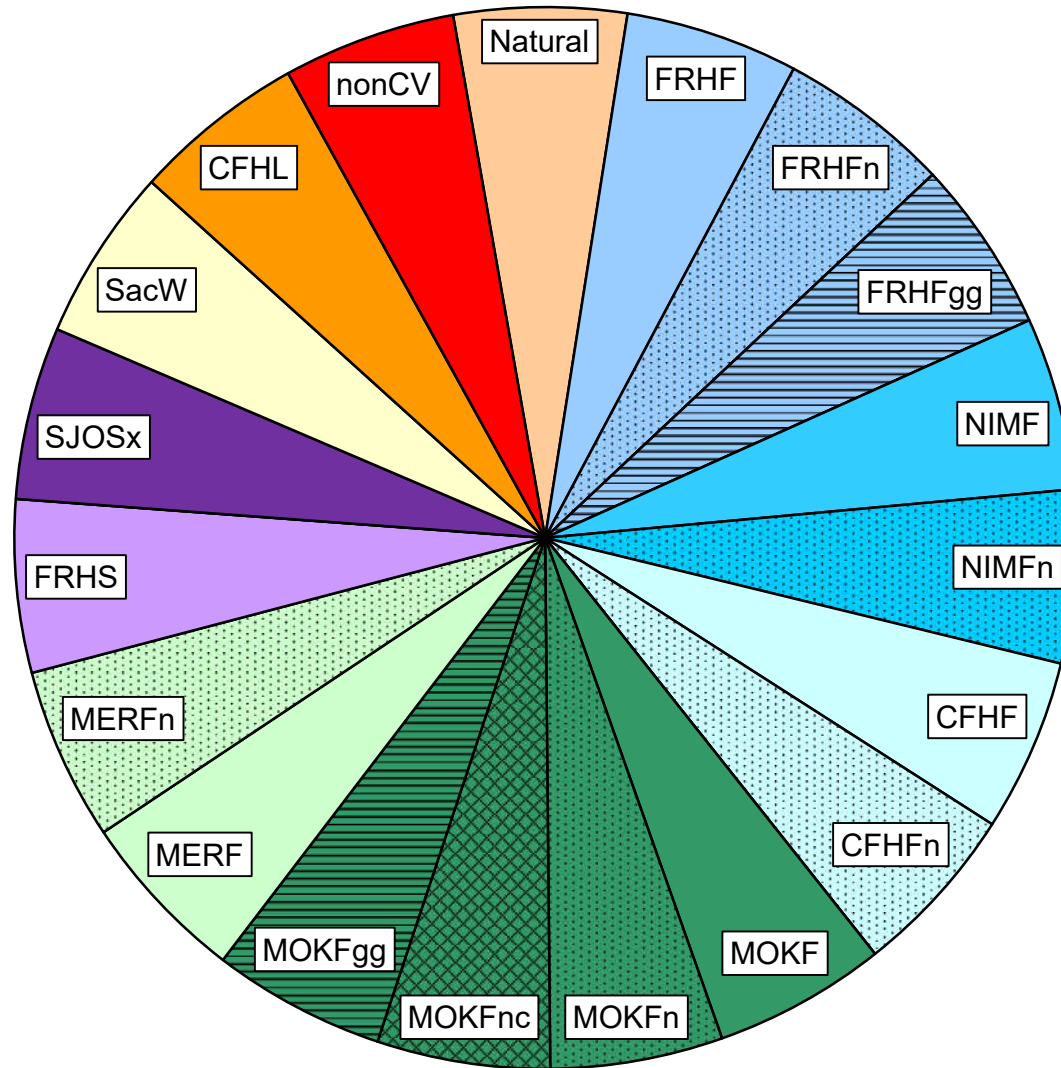 Natural
FRHF
FRHFn
FRHFgg
NIMF
NIMFn
CFHF
CFHFn
MOKF
MOKFn
MOKFnc
MOKFgg
MERF
MERFn
FRHS
SJOSx
SacW
CFHL
nonCV